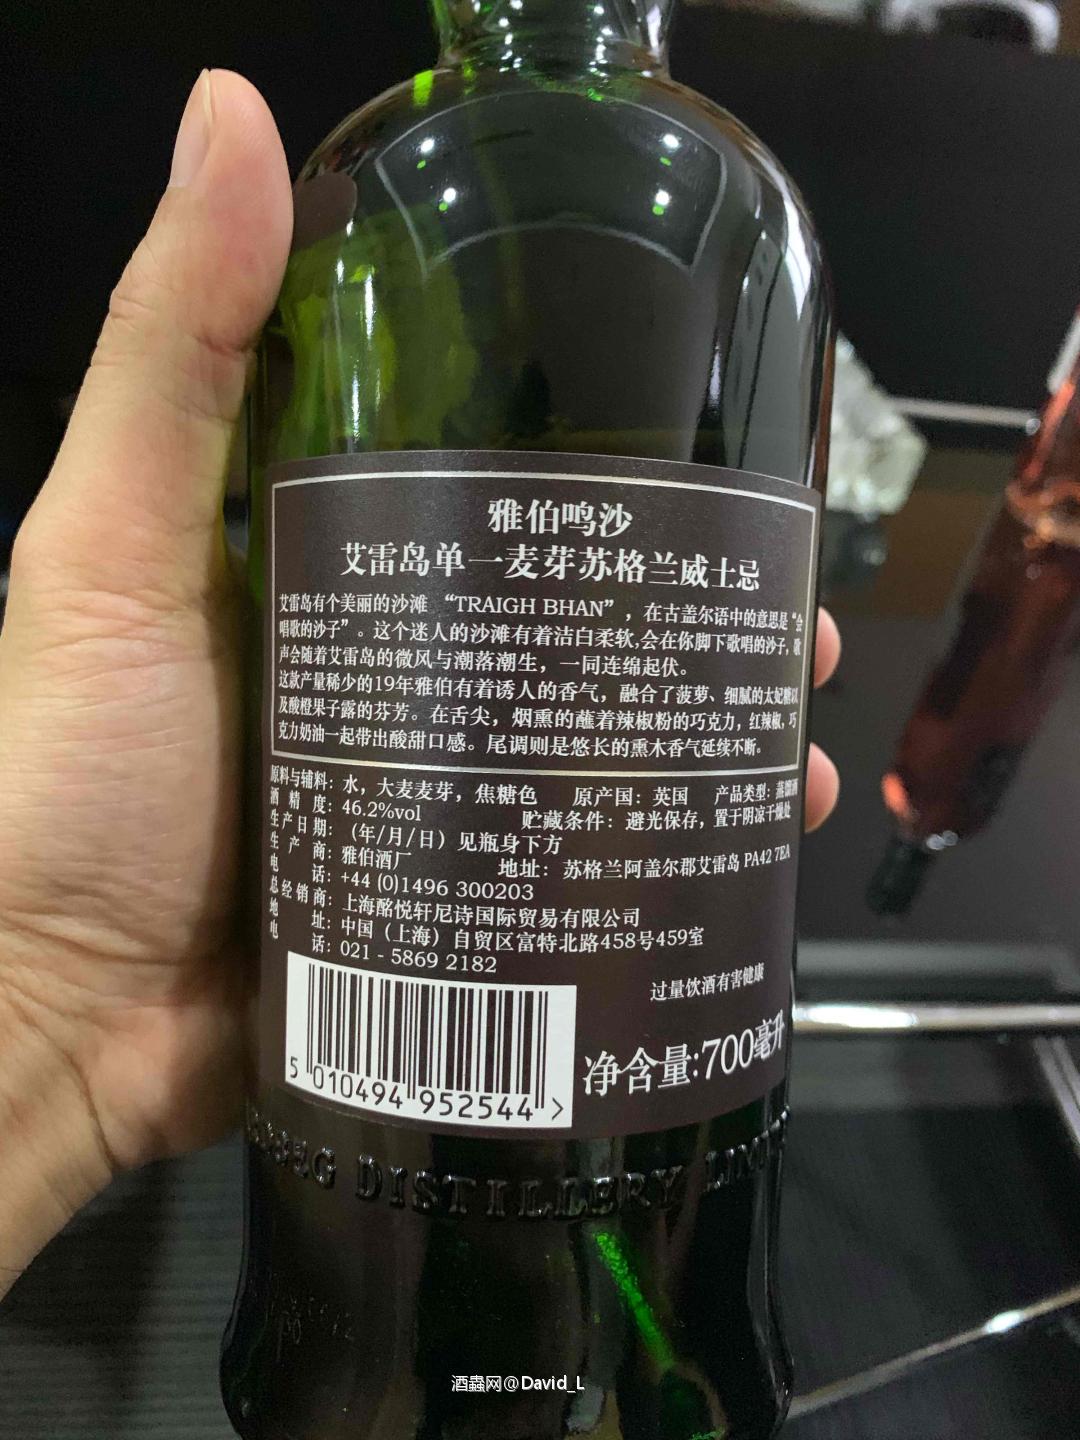 雅伯鸣沙
艾雷岛单一麦芽苏格兰威士忌
艾雷岛有个美丽的沙滩 “TRAIGH BHAN”，在古盖尔语中的意思是“会
唱歌的沙子”。这个迷人的沙滩有着洁白柔软,会在你脚下歌唱的沙子，歌
声会随着艾雷岛的微风与潮落潮生，一同连绵起伏。
这款产量稀少的19年雅伯有着诱人的香气，融合了菠萝、细腻的太妃糖以
及酸橙果子露的芬芳。在舌尖，烟熏的蘸着辣椒粉的巧克力，红辣椒，巧
克力奶油一起带出酸甜口感。尾调则是悠长的熏木香气延续不断。
原料与辅料：水，大麦麦芽，焦糖色 原产国：英国 产品类型：蒸馏酒
酒精度：46.2%vol 贮藏条件：避光保存，置于阴凉干燥处
生产日期：（年/月/日）见瓶身下方
生产商：雅伯酒厂 地址：苏格兰阿盖尔郡艾雷岛 PA42 7EA
电话：+44 (0)1496 300203
总经销商：上海酩悦轩尼诗国际贸易有限公司
地址：中国（上海）自贸区富特北路458号459室
电话：021 - 5869 2182
过量饮酒有害健康
净含量:700毫升
5 010494 952544 >
ARDBEG DISTILLERY LIMITED
酒蟲网@David_L